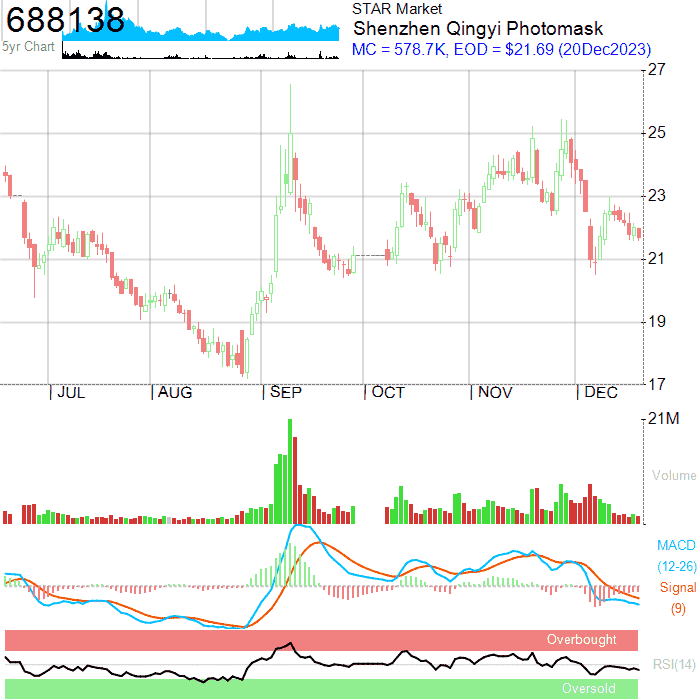 688138
5yr Chart
STAR Market
Shenzhen Qingyi Photomask
MC = 578.7K, EOD = $21.69 (20Dec2023)
27
25
23
21
19
17
JUL AUG SEP OCT NOV DEC
21M
Volume
MACD
(12-26)
Signal
(9)
Overbought
RSI(14)
Oversold